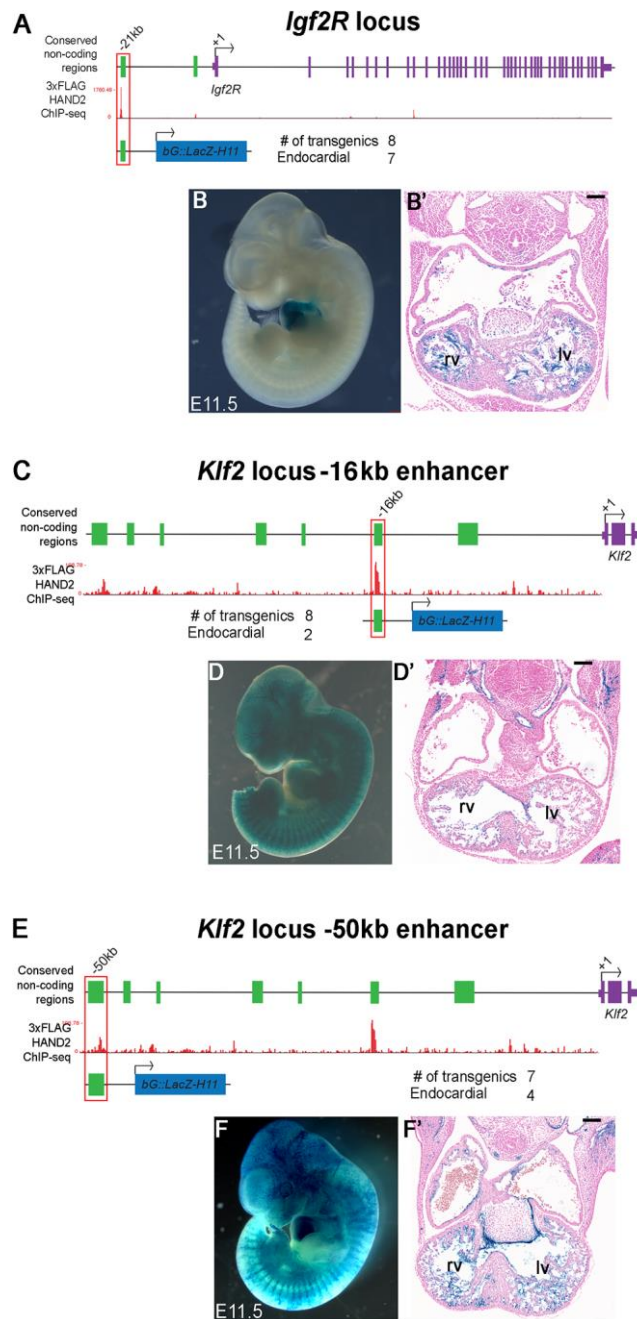 A
Igf2R locus
-21kb
+1
Conserved
non-coding
regions
Igf2R
3xFLAG
HAND2
ChIP-seq
bG::LacZ-H11
# of transgenics 8
Endocardial 7
B
E11.5
B'
rv
lv
C
Klf2 locus -16kb enhancer
-16kb
+1
Conserved
non-coding
regions
Klf2
3xFLAG
HAND2
ChIP-seq
# of transgenics 8
Endocardial 2
bG::LacZ-H11
D
E11.5
D'
rv
lv
E
Klf2 locus -50kb enhancer
-50kb
+1
Conserved
non-coding
regions
Klf2
3xFLAG
HAND2
ChIP-seq
bG::LacZ-H11
# of transgenics 7
Endocardial 4
F
E11.5
F'
rv
lv